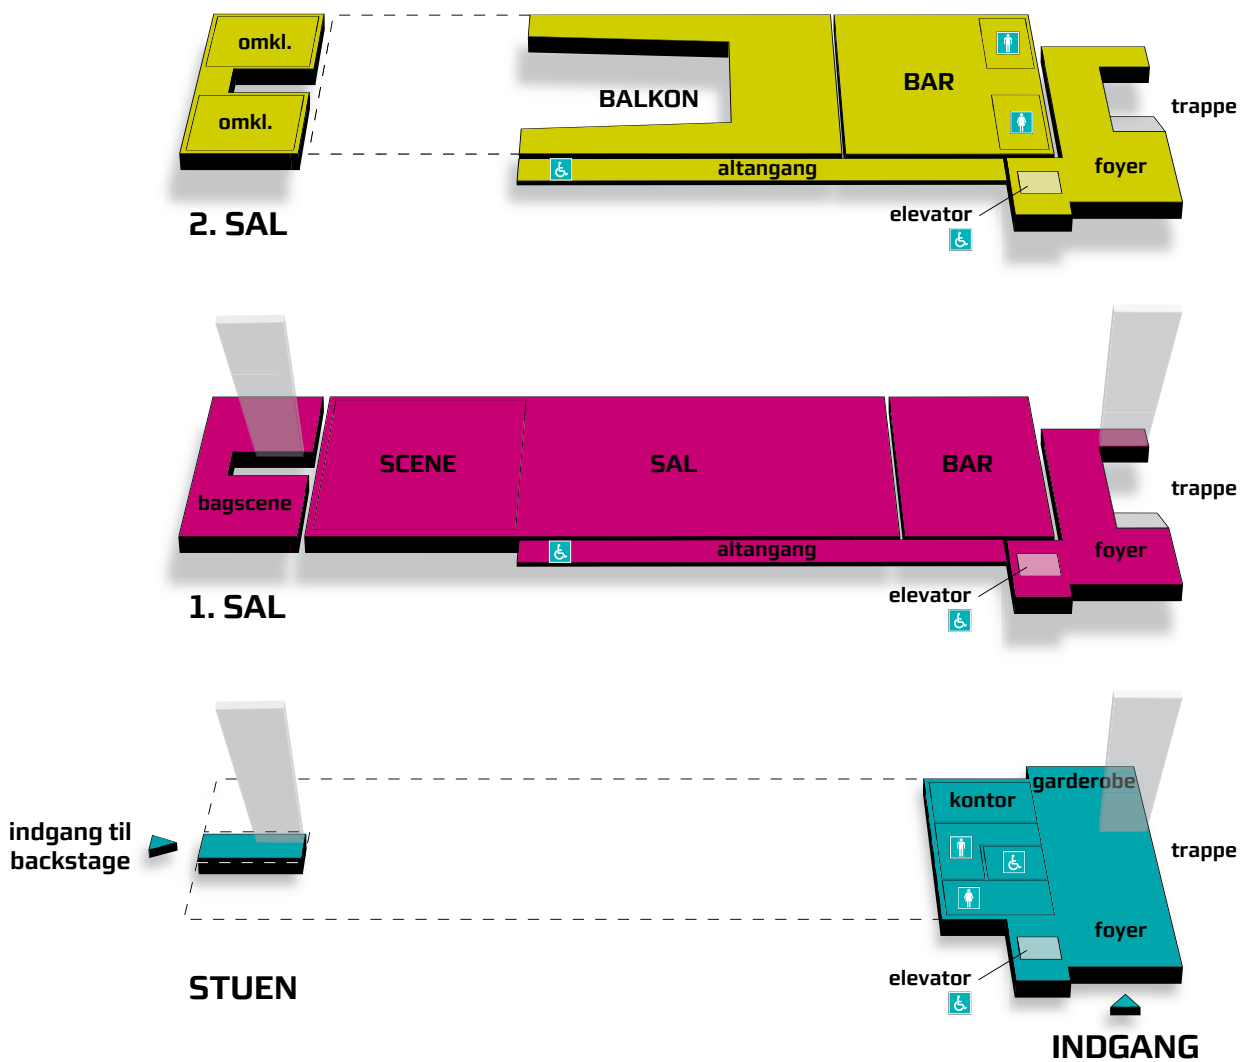 omkl.
omkl.
BALKON
BAR
trappe
altangang
foyer
elevator
2. SAL
SCENE
SAL
BAR
bagscene
trappe
altangang
foyer
elevator
1. SAL
garderobe
kontor
indgang til
backstage
trappe
foyer
elevator
STUEN
INDGANG